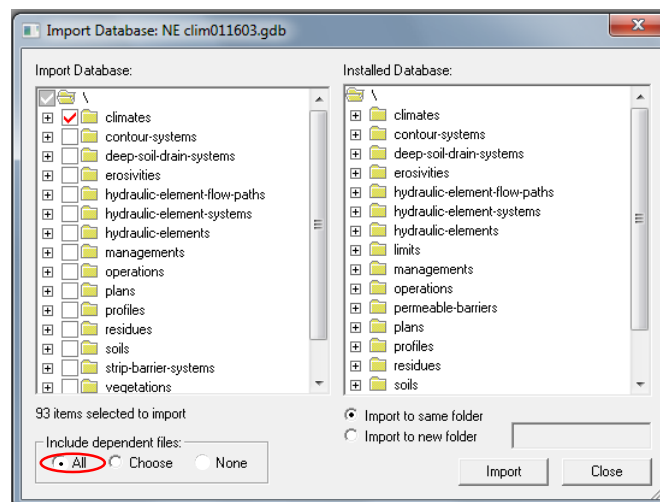 Import Database: NE clim011603.gdb
Import Database:
\
climates
contour-systems
deep-soil-drain-systems
erosivities
hydraulic-element-flow-paths
hydraulic-element-systems
hydraulic-elements
managements
operations
plans
profiles
residues
soils
strip-barrier-systems
vegetations
93 items selected to import
Include dependent files:
All Choose None
Installed Database:
\
climates
contour-systems
deep-soil-drain-systems
erosivities
hydraulic-element-flow-paths
hydraulic-element-systems
hydraulic-elements
limits
managements
operations
permeable-barriers
plans
profiles
residues
soils
Import to same folder
Import to new folder
Import Close